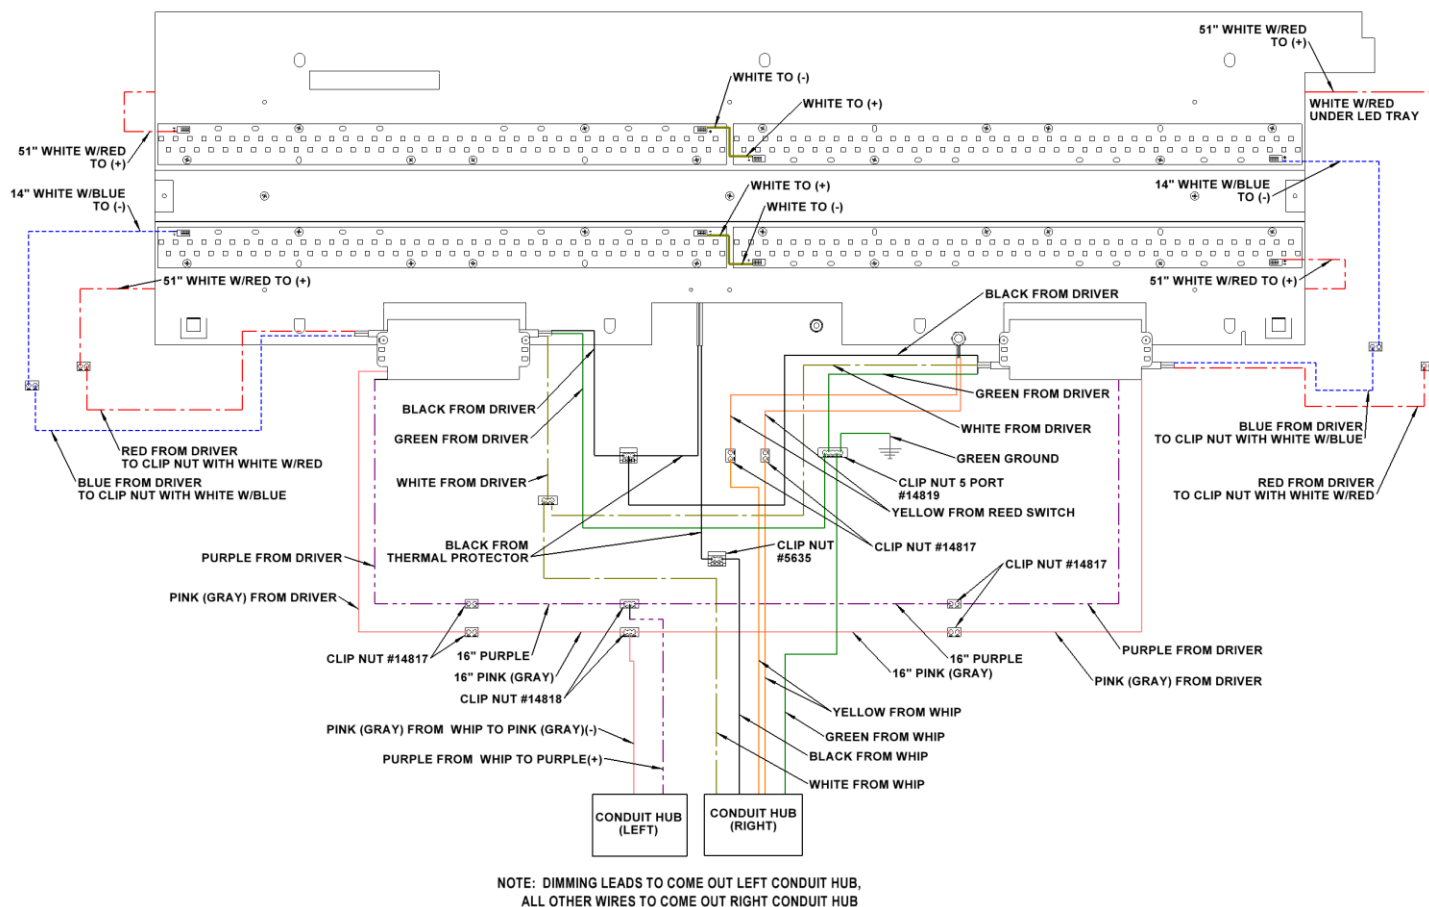 51" WHITE W/RED
TO (+)
WHITE TO (-)
WHITE TO (+)
WHITE W/RED
UNDER LED TRAY
51" WHITE W/RED
TO (+)
14" WHITE W/BLUE
TO (-)
WHITE TO (+)
WHITE TO (-)
14" WHITE W/BLUE
TO (-)
51" WHITE W/RED TO (+)
51" WHITE W/RED TO (+)
BLACK FROM DRIVER
BLACK FROM DRIVER
GREEN FROM DRIVER
GREEN FROM DRIVER
WHITE FROM DRIVER
RED FROM DRIVER
TO CLIP NUT WITH WHITE W/RED
BLUE FROM DRIVER
TO CLIP NUT WITH WHITE W/BLUE
WHITE FROM DRIVER
GREEN GROUND
BLUE FROM DRIVER
TO CLIP NUT WITH WHITE W/BLUE
CLIP NUT 5 PORT
#14819
YELLOW FROM REED SWITCH
RED FROM DRIVER
TO CLIP NUT WITH WHITE W/RED
BLACK FROM
THERMAL PROTECTOR
CLIP NUT
#5635
CLIP NUT #14817
CLIP NUT #14817
PURPLE FROM DRIVER
PINK (GRAY) FROM DRIVER
CLIP NUT #14817
16" PURPLE
16" PINK (GRAY)
CLIP NUT #14818
16" PURPLE
16" PINK (GRAY)
PURPLE FROM DRIVER
PINK (GRAY) FROM DRIVER
PINK (GRAY) FROM WHIP TO PINK (GRAY)(-)
PURPLE FROM WHIP TO PURPLE(+)
YELLOW FROM WHIP
GREEN FROM WHIP
BLACK FROM WHIP
WHITE FROM WHIP
CONDUIT HUB
(LEFT)
CONDUIT HUB
(RIGHT)
NOTE: DIMMING LEADS TO COME OUT LEFT CONDUIT HUB,
ALL OTHER WIRES TO COME OUT RIGHT CONDUIT HUB